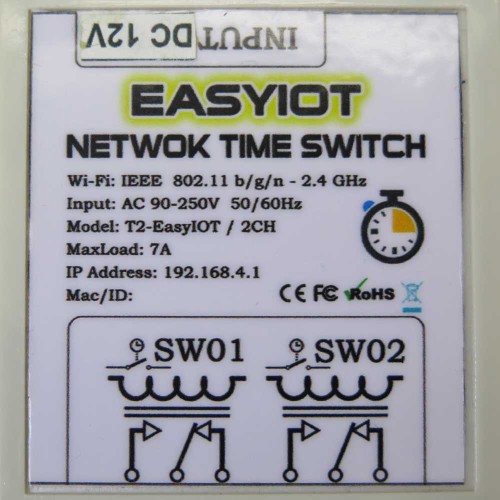 INPUT DC 12V
EASYIOT
NETWOK TIME SWITCH
Wi-Fi: IEEE 802.11 b/g/n - 2.4 GHz
Input: AC 90-250V 50/60Hz
Model: T2-EasyIOT / 2CH
MaxLoad: 7A
IP Address: 192.168.4.1
Mac/ID:
CE FC RoHS
SW01 SW02